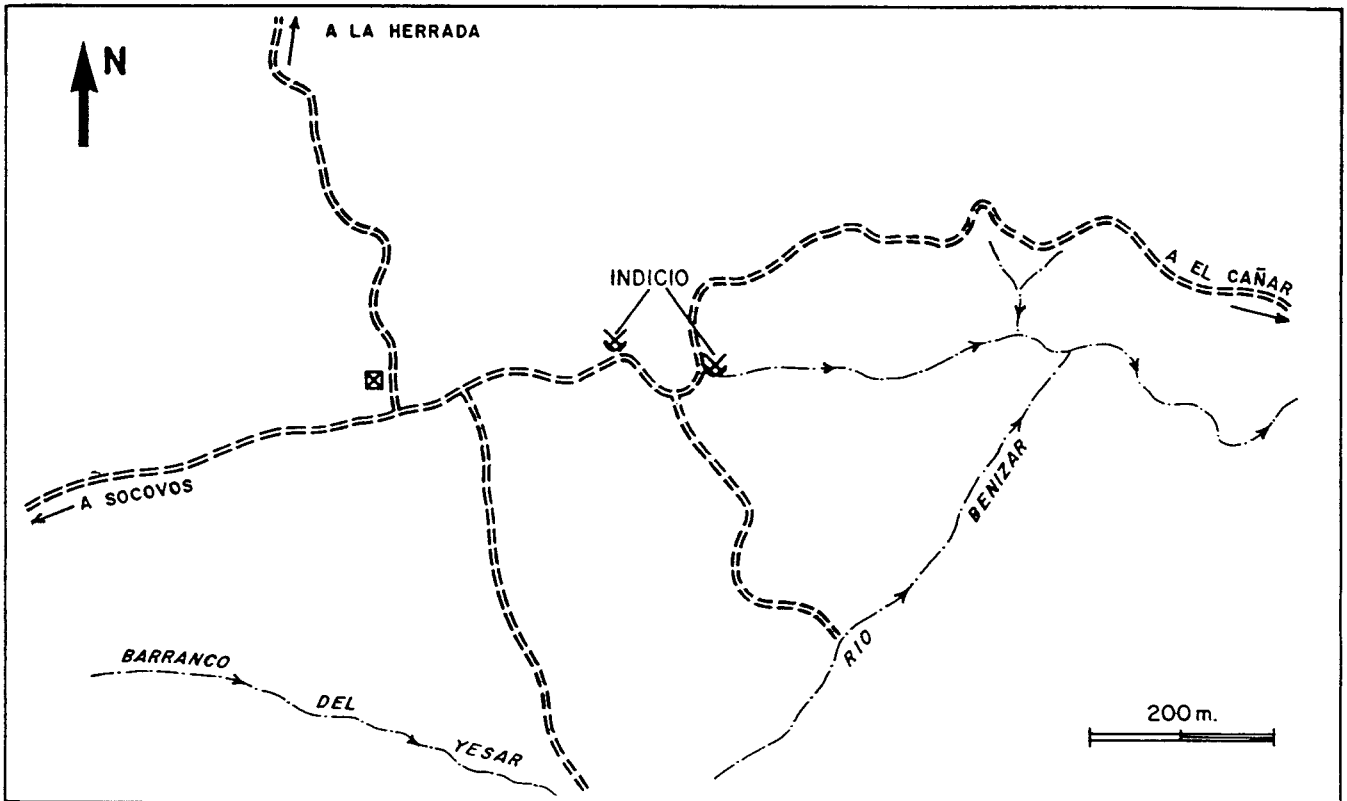 A LA HERRADA
N
A EL CAÑAR
INDICIO
A SOCOVOS
RIO BENIZAR
BARRANCO DEL YESAR
200 m.